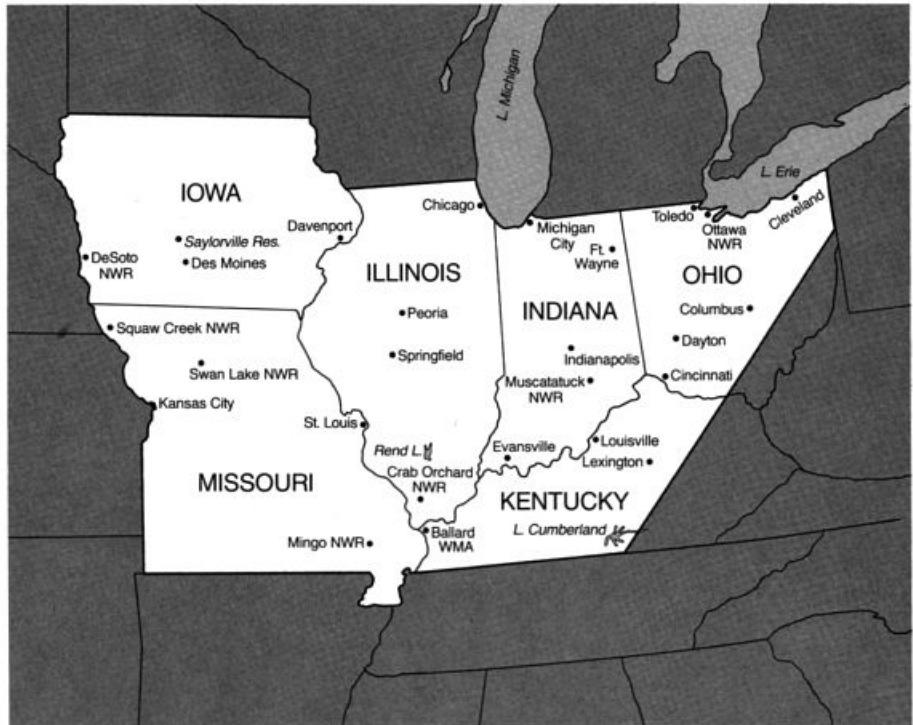 L. Michigan
L. Erie
IOWA
Saylorville Res.
DeSoto
NWR
Des Moines
Davenport
Chicago
ILLINOIS
Peoria
Springfield
Michigan
City
Ft.
Wayne
INDIANA
Indianapolis
Muscatatuck
NWR
Toledo
Ottawa
NWR
Cleveland
OHIO
Columbus
Dayton
Cincinnati
Squaw Creek NWR
Swan Lake NWR
Kansas City
St. Louis
MISSOURI
Mingo NWR
Rend L.
Crab Orchard
NWR
Ballard
WMA
Evansville
Louisville
Lexington
KENTUCKY
L. Cumberland